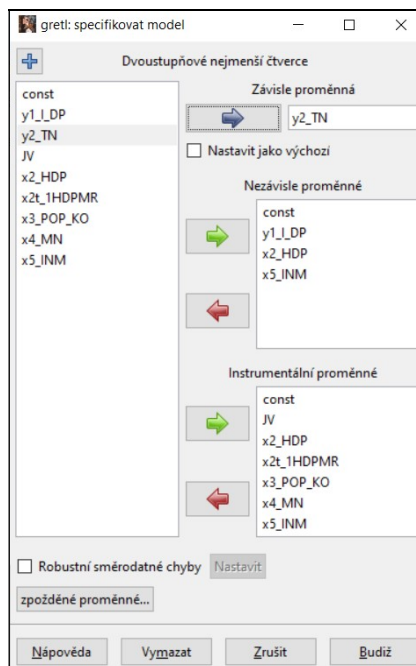 gretl: specifikovat model
Dvoustupňové nejmenší čtverce
const
y1_I_DP
y2_TN
JV
x2_HDP
x2t_1HDPMR
x3_POP_KO
x4_MN
x5_INM
Závisle proměnná
y2_TN
Nastavit jako výchozí
Nezávisle proměnné
const
y1_I_DP
x2_HDP
x5_INM
Instrumentální proměnné
const
JV
x2_HDP
x2t_1HDPMR
x3_POP_KO
x4_MN
x5_INM
Robustní směrodatné chyby Nastavit
zpožděné proměnné...
Nápověda Vymazat Zrušit Budiž